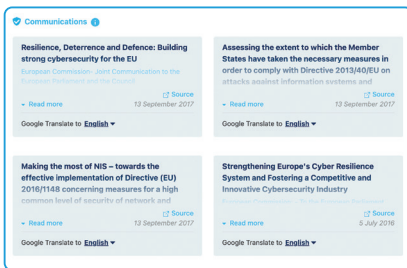 Communications
Resilience, Deterrence and Defence: Building
strong cybersecurity for the EU
European Commission- Joint Communication to the
European Parliament and the Council
Source
Read more
13 September 2017
Google Translate to English
Assessing the extent to which the Member
States have taken the necessary measures in
order to comply with Directive 2013/40/EU on
attacks against information systems and
Source
Read more
13 September 2017
Google Translate to English
Making the most of NIS – towards the
effective implementation of Directive (EU)
2016/1148 concerning measures for a high
common level of security of network and
Source
Read more
13 September 2017
Google Translate to English
Strengthening Europe's Cyber Resilience
System and Fostering a Competitive and
Innovative Cybersecurity Industry
Source
Read more
5 July 2016
Google Translate to English